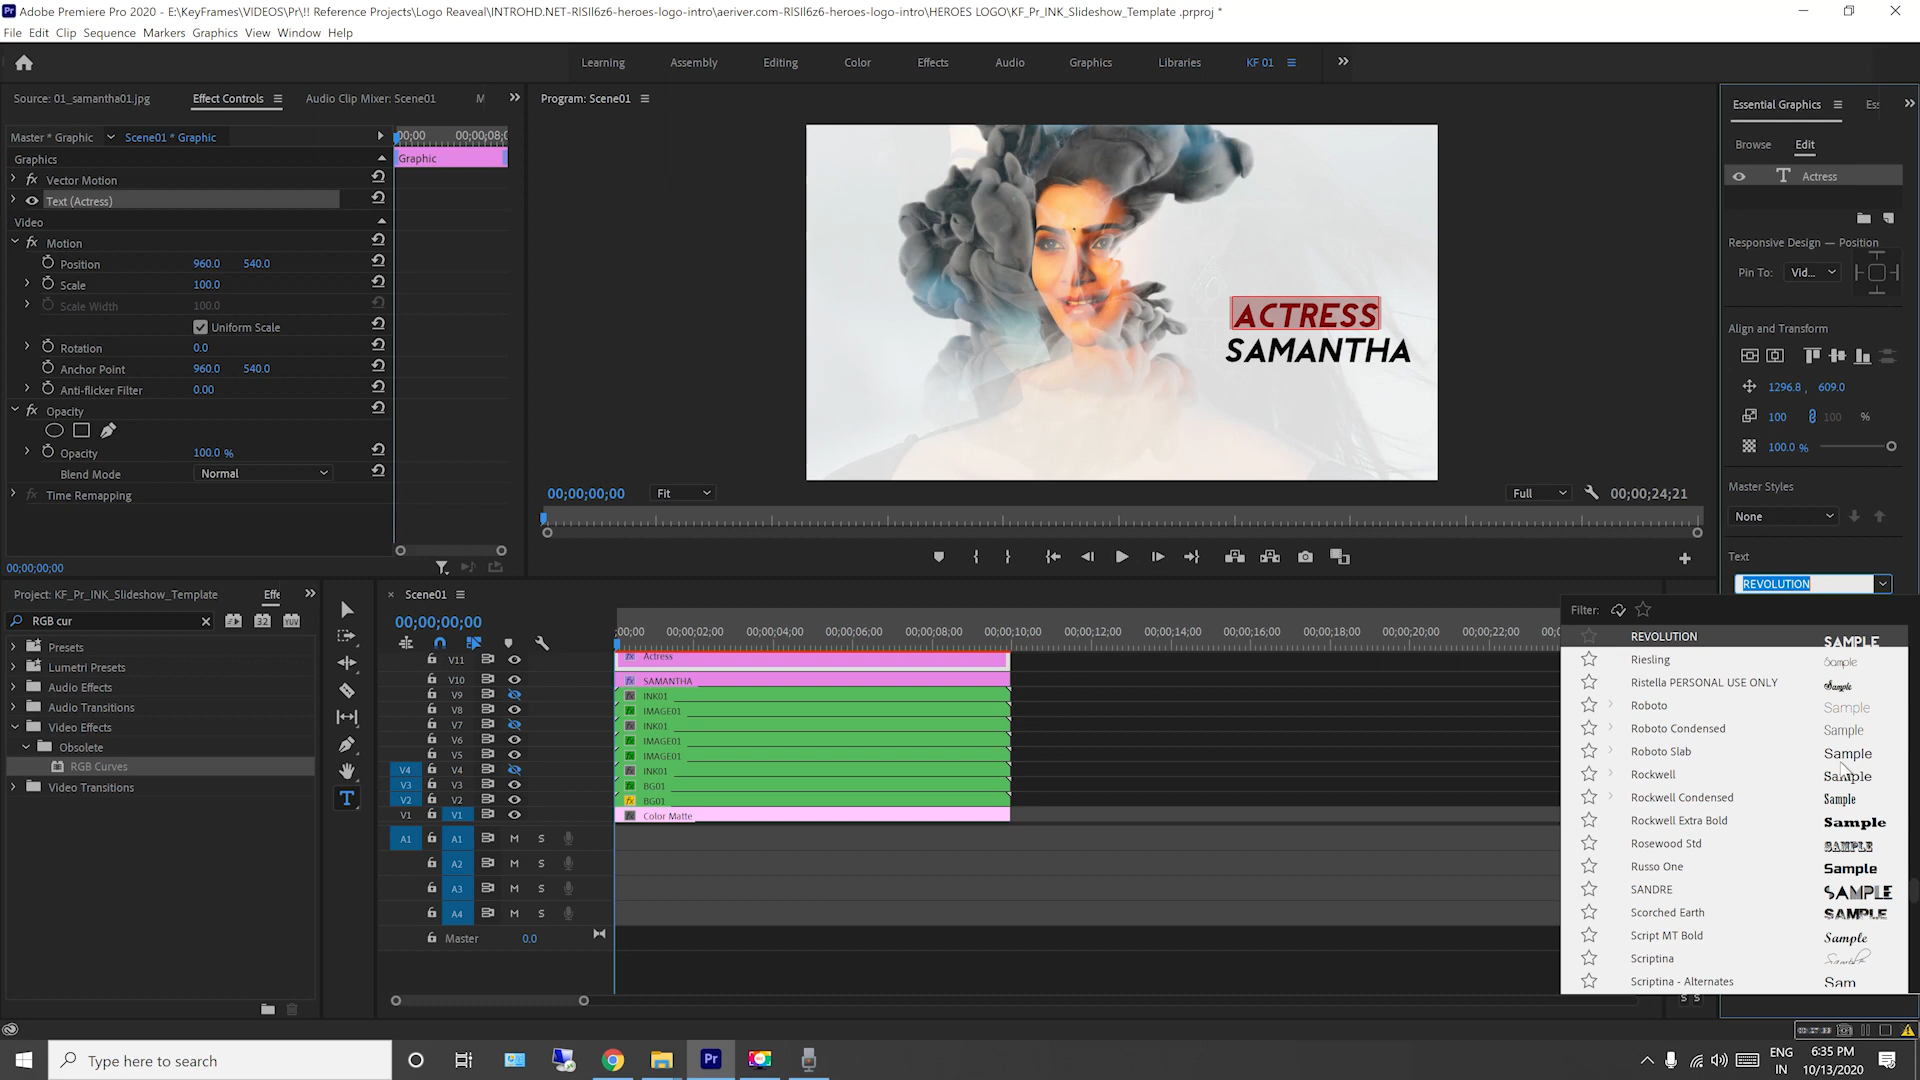 Adobe Premiere Pro 2020 - E:\KeyFrames\VIDEOS\Pr\!! Reference Projects\Logo Reaveal\INTROHD.NET-RlSIl6z6-heroes-logo-intro\aeriver.com-RlSIl6z6-heroes-logo-intro\HEROES LOGO\KF_Pr_INK_Slideshow_Template .prproj *
File Edit Clip Sequence Markers Graphics View Window Help
Learning Assembly Editing Color Effects Audio Graphics Libraries KF 01
Source: 01_samantha01.jpg Effect Controls Audio Clip Mixer: Scene01 M
Program: Scene01
Essential Graphics
Master * Graphic Scene01 * Graphic
00;00 00;00;08;0
Graphics
Graphic
Vector Motion
Text (Actress)
Video
Motion
Position 960.0 540.0
Scale 100.0
Scale Width 100.0
Uniform Scale
Rotation 0.0
Anchor Point 960.0 540.0
Anti-flicker Filter 0.00
Opacity
Opacity 100.0 %
Blend Mode Normal
Time Remapping
00;00;00;00
ACTRESS
SAMANTHA
00;00;00;00 Fit Full 00;00;24;21
Browse Edit
Actress
Responsive Design — Position
Pin To: Vid...
Align and Transform
1296.8 , 609.0
100 100 %
100.0 %
Master Styles
None
Text
REVOLUTION
Filter:
REVOLUTION SAMPLE
Riesling Sample
Ristella PERSONAL USE ONLY Sample
Roboto Sample
Roboto Condensed Sample
Roboto Slab Sample
Rockwell Sample
Rockwell Condensed Sample
Rockwell Extra Bold Sample
Rosewood Std SAMPLE
Russo One Sample
SANDRE SAMPLE
Scorched Earth SAMPLE
Script MT Bold Sample
Scriptina Sample
Scriptina - Alternates Sam
S S
Project: KF_Pr_INK_Slideshow_Template Effe
RGB cur
32 YUV
Presets
Lumetri Presets
Audio Effects
Audio Transitions
Video Effects
Obsolete
RGB Curves
Video Transitions
Scene01
00;00;00;00
;00;00 00;00;02;00 00;00;04;00 00;00;06;00 00;00;08;00 00;00;10;00 00;00;12;00 00;00;14;00 00;00;16;00 00;00;18;00 00;00;20;00 00;00;22;00
V11 Actress
V10 SAMANTHA
V9 INK01
V8 IMAGE01
V7 INK01
V6 IMAGE01
V5 IMAGE01
V4 V4 INK01
V3 V3 BG01
V2 V2 BG01
V1 V1 Color Matte
A1 A1 M S
A2 M S
A3 M S
A4 M S
Master 0.0
Type here to search
Pr
ENG
IN
6:35 PM
10/13/2020